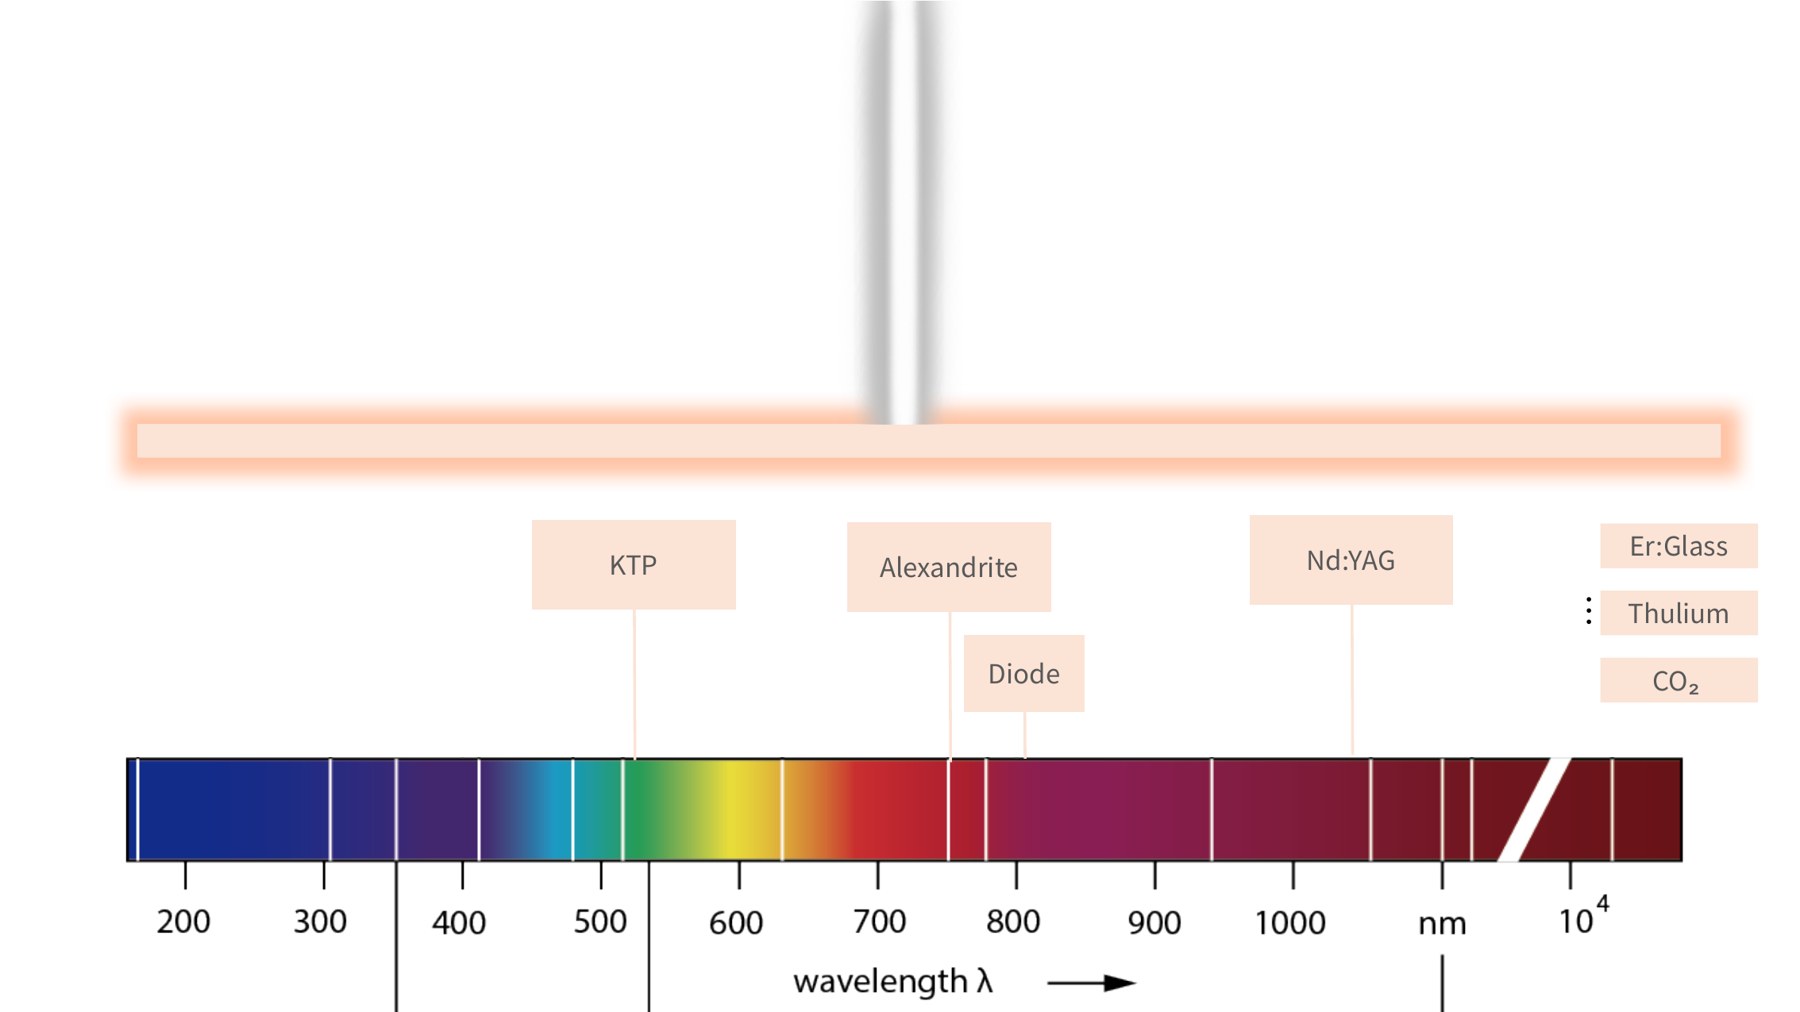 KTP
Alexandrite
Nd:YAG
Er:Glass
Thulium
CO₂
Diode
200 300 400 500 600 700 800 900 1000 nm 10⁴
wavelength λ